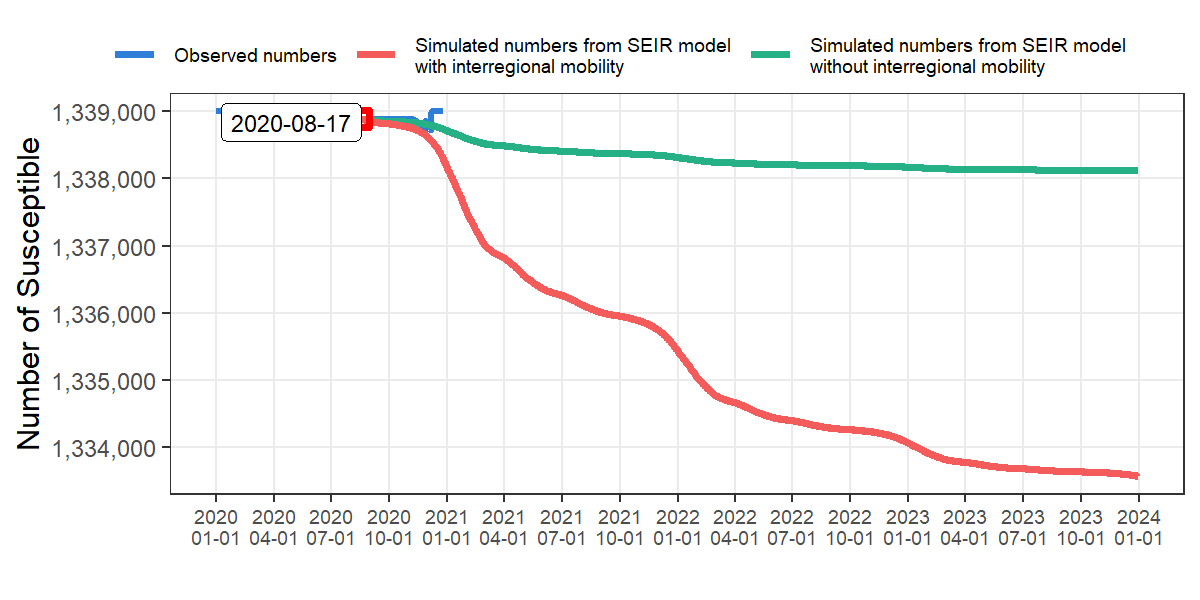 Observed numbers
Simulated numbers from SEIR model
with interregional mobility
Simulated numbers from SEIR model
without interregional mobility
Number of Susceptible
1,339,000
1,338,000
1,337,000
1,336,000
1,335,000
1,334,000
2020-08-17
2020 2020 2020 2020 2021 2021 2021 2021 2022 2022 2022 2022 2023 2023 2023 2023 2024
01-01 04-01 07-01 10-01 01-01 04-01 07-01 10-01 01-01 04-01 07-01 10-01 01-01 04-01 07-01 10-01 01-01